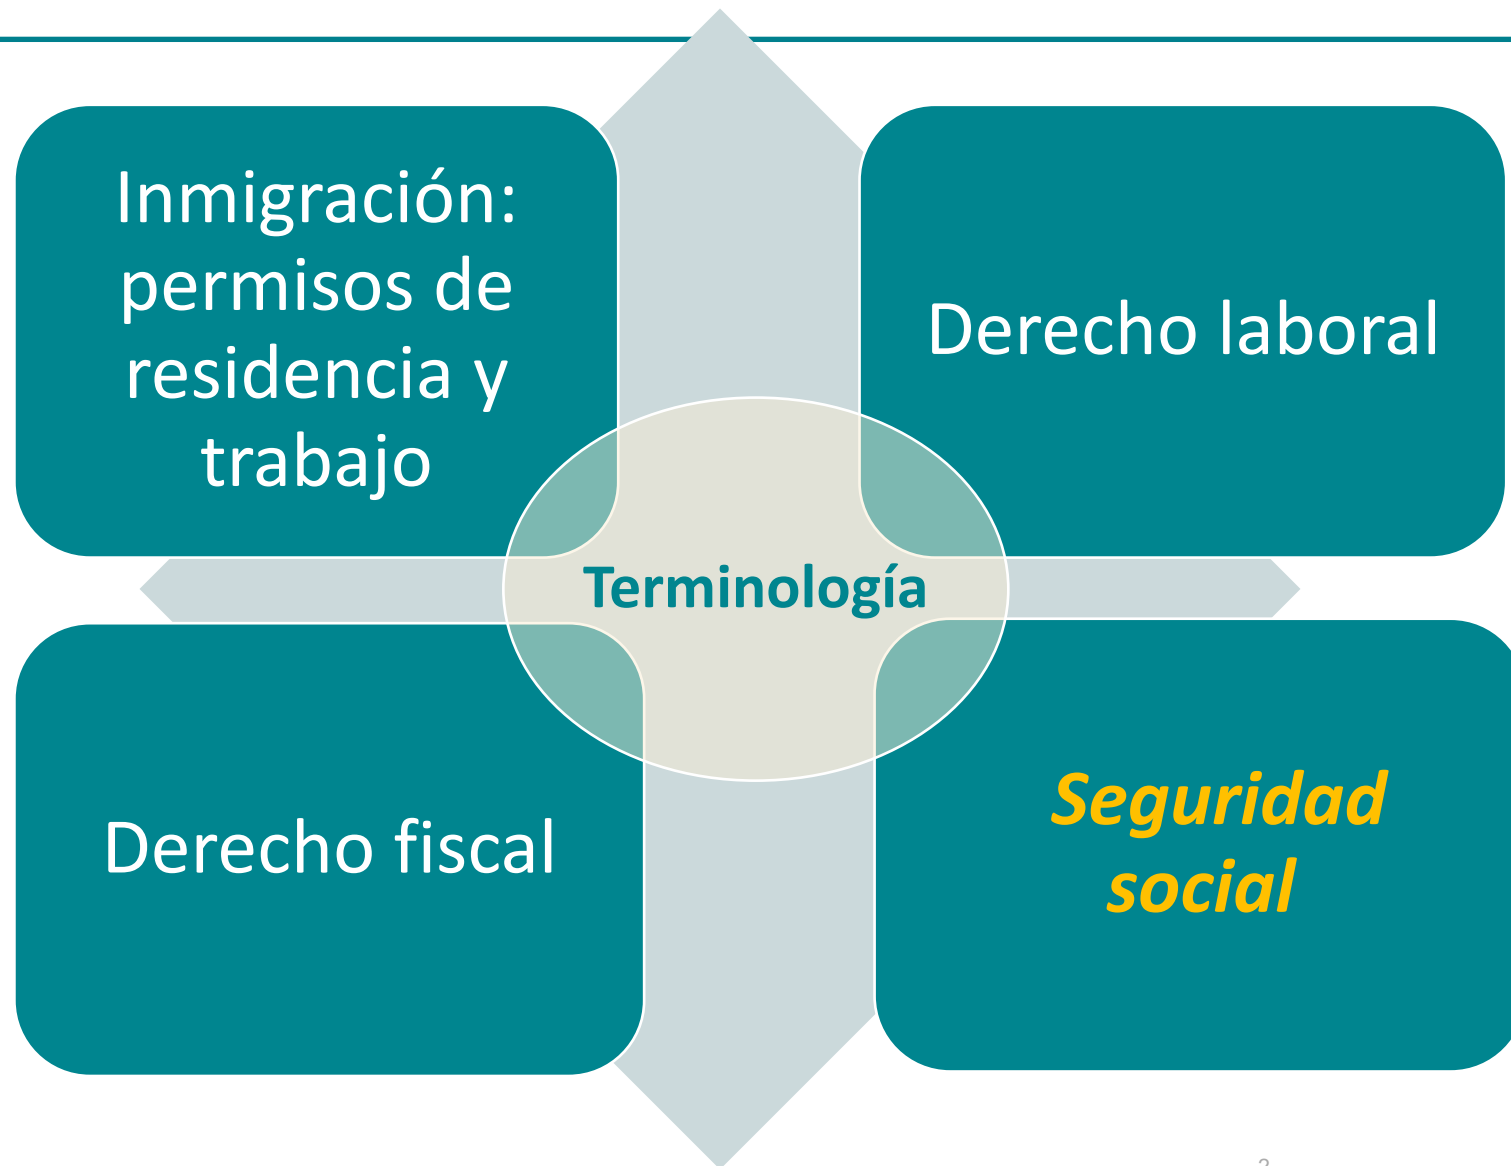 Inmigración:
permisos de
residencia y
trabajo
Derecho laboral
Terminología
Derecho fiscal
Seguridad
social